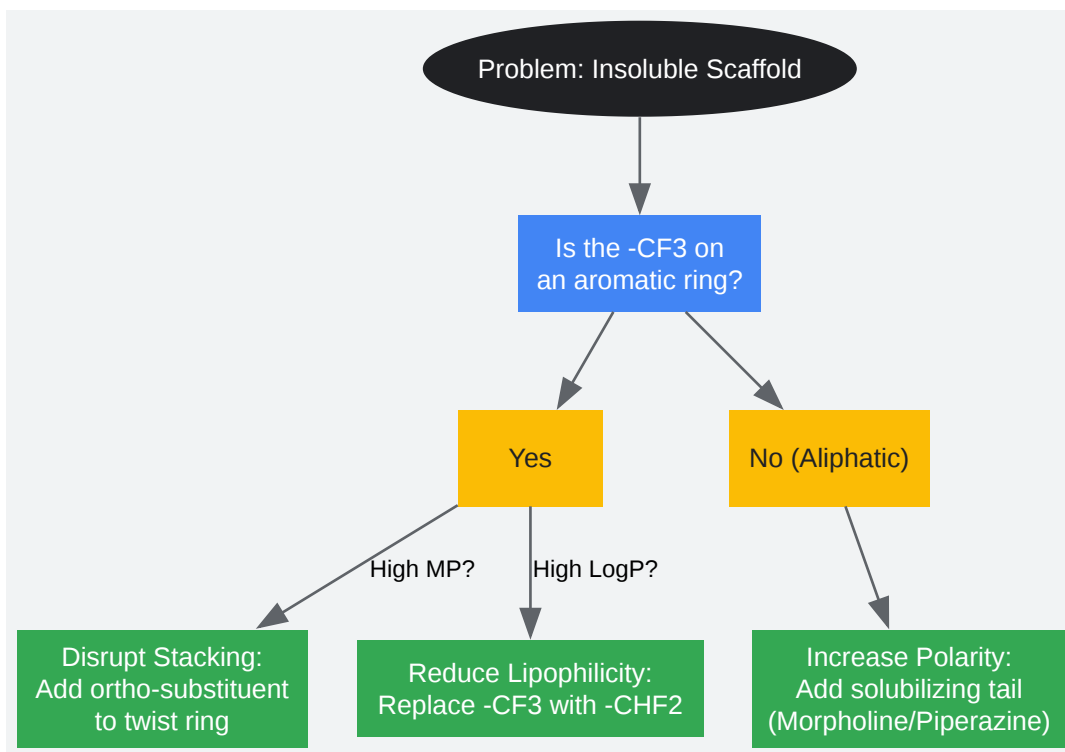 Problem: Insoluble Scaffold
Is the -CF3 on
an aromatic ring?
Yes
No (Aliphatic)
High MP?
High LogP?
Disrupt Stacking:
Add ortho-substituent
to twist ring
Reduce Lipophilicity:
Replace -CF3 with -CHF2
Increase Polarity:
Add solubilizing tail
(Morpholine/Piperazine)